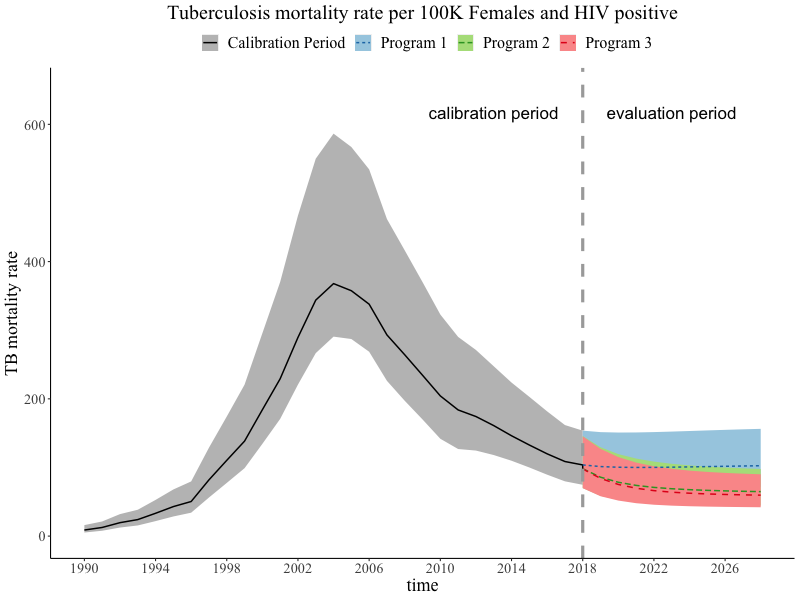 Tuberculosis mortality rate per 100K Females and HIV positive
Calibration Period Program 1 Program 2 Program 3
calibration period evaluation period
TB mortality rate
600
400
200
0
1990 1994 1998 2002 2006 2010 2014 2018 2022 2026
time